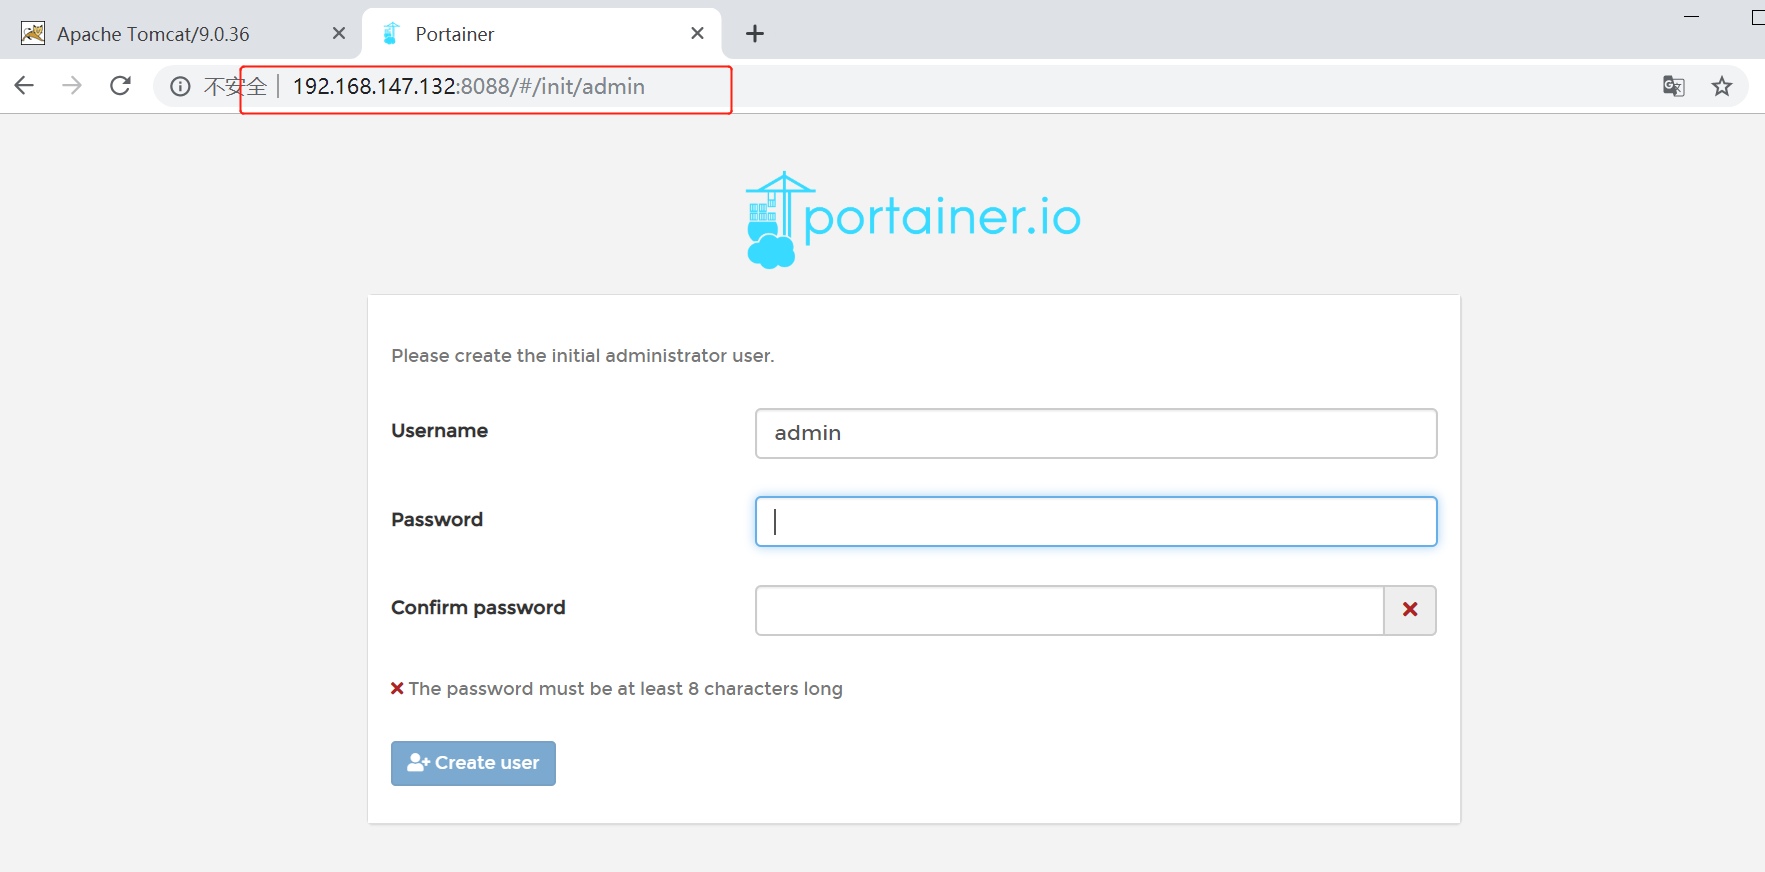 Apache Tomcat/9.0.36
Portainer
不安全 192.168.147.132:8088/#/init/admin
portainer.io
Please create the initial administrator user.
Username
admin
Password
Confirm password
The password must be at least 8 characters long
Create user